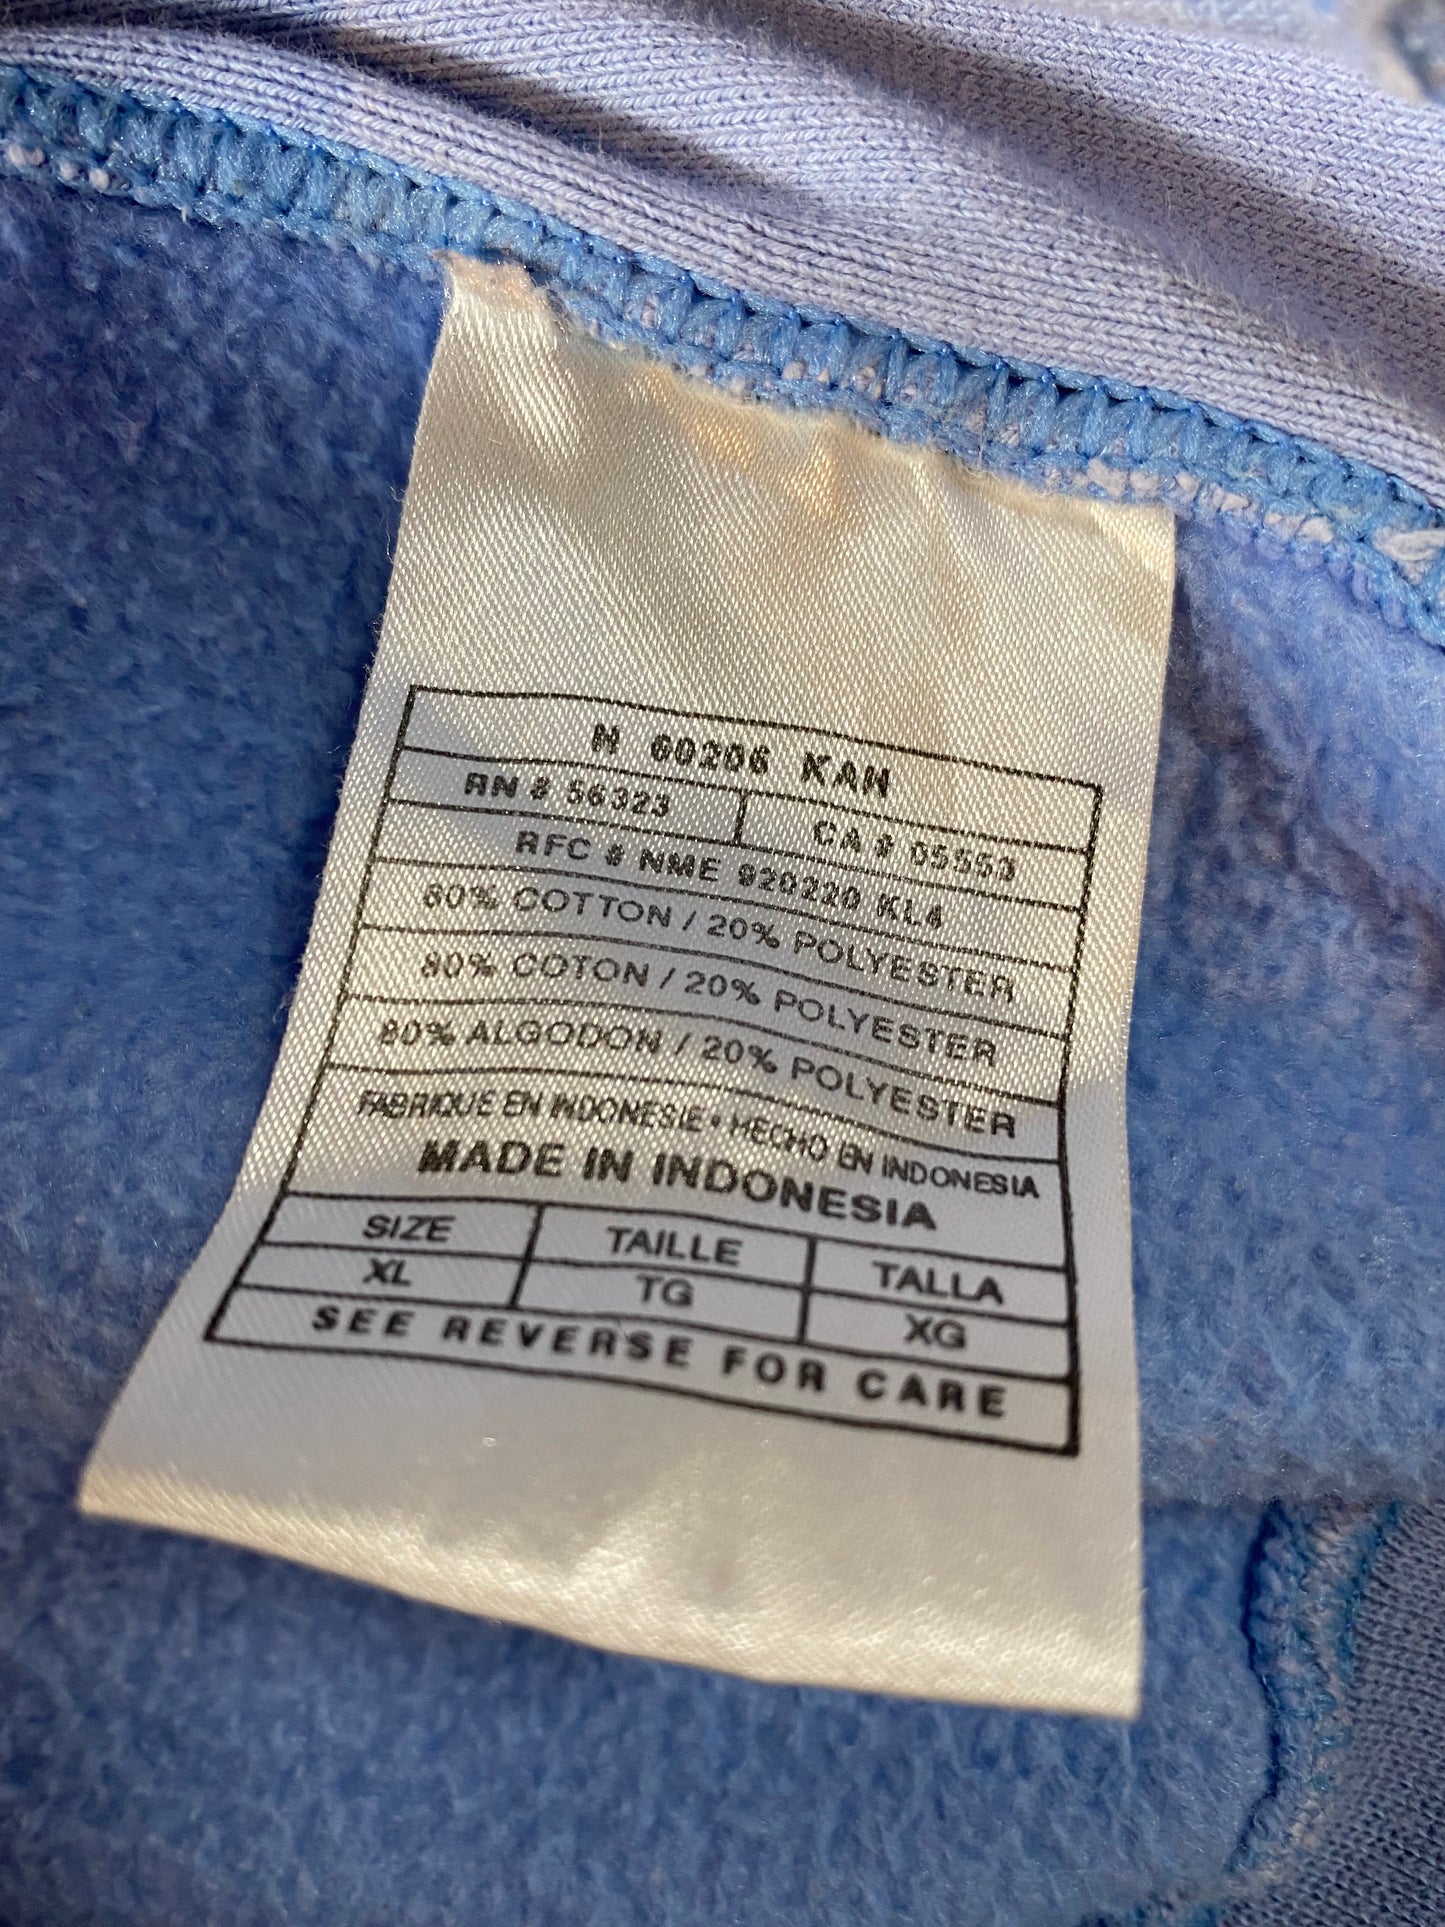 N 60206 KAN
RN # 56323 CA # 05553
RFC # NME 920220 KL4
80% COTTON / 20% POLYESTER
80% COTON / 20% POLYESTER
80% ALGODON / 20% POLYESTER
FABRIQUE EN INDONESIE • HECHO EN INDONESIA
MADE IN INDONESIA
SIZE TAILLE TALLA
XL TG XG
SEE REVERSE FOR CARE